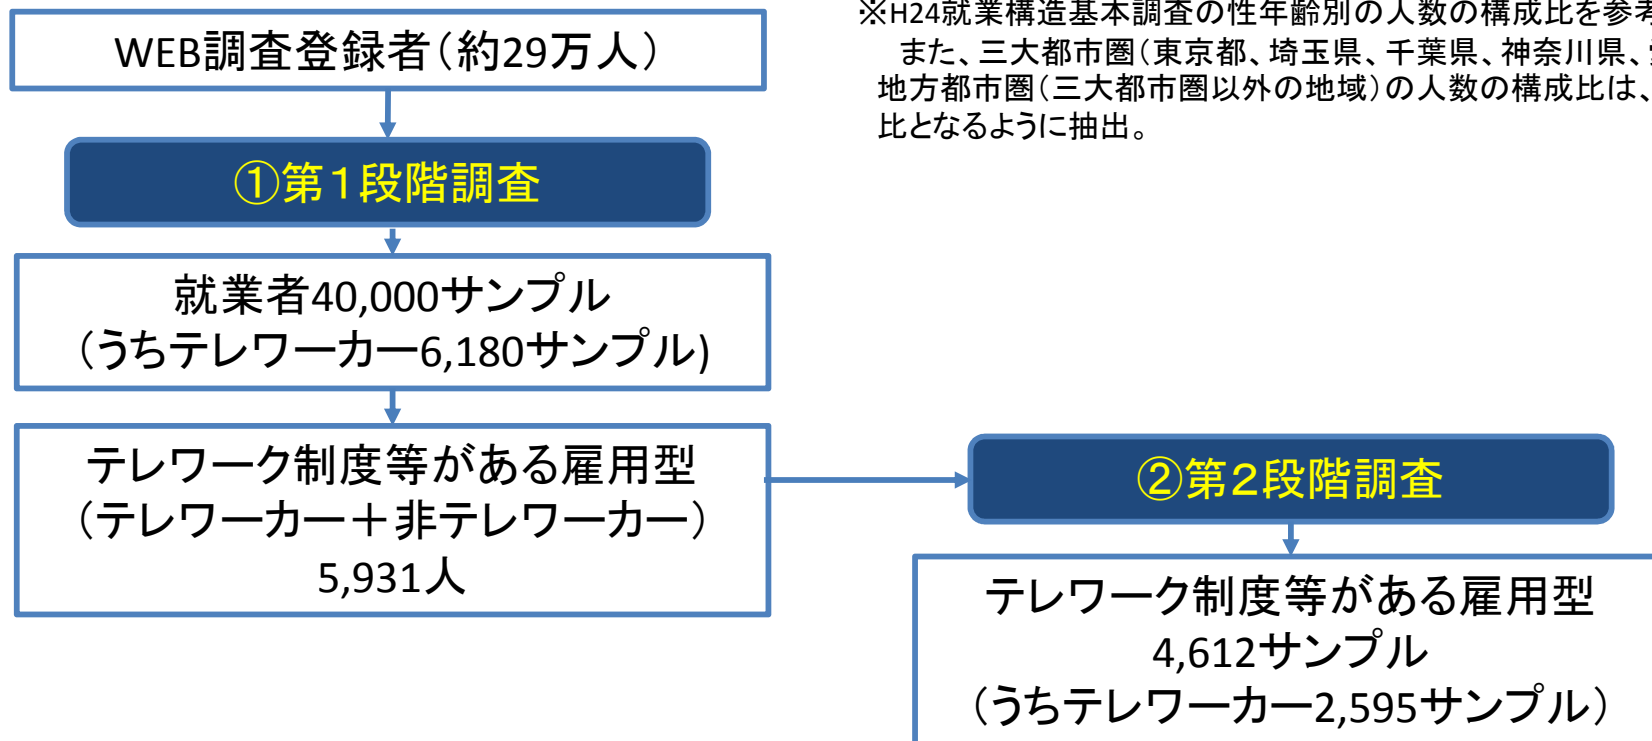 WEB調査登録者（約29万人）
①第1段階調査
就業者40,000サンプル
（うちテレワーカー6,180サンプル)
テレワーク制度等がある雇用型
（テレワーカー＋非テレワーカー）
5,931人
※H24就業構造基本調査の性年齢別の人数の構成比を参考
また、三大都市圏（東京都、埼玉県、千葉県、神奈川県、
地方都市圏（三大都市圏以外の地域）の人数の構成比は、
比となるように抽出。
②第2段階調査
テレワーク制度等がある雇用型
4,612サンプル
（うちテレワーカー2,595サンプル）